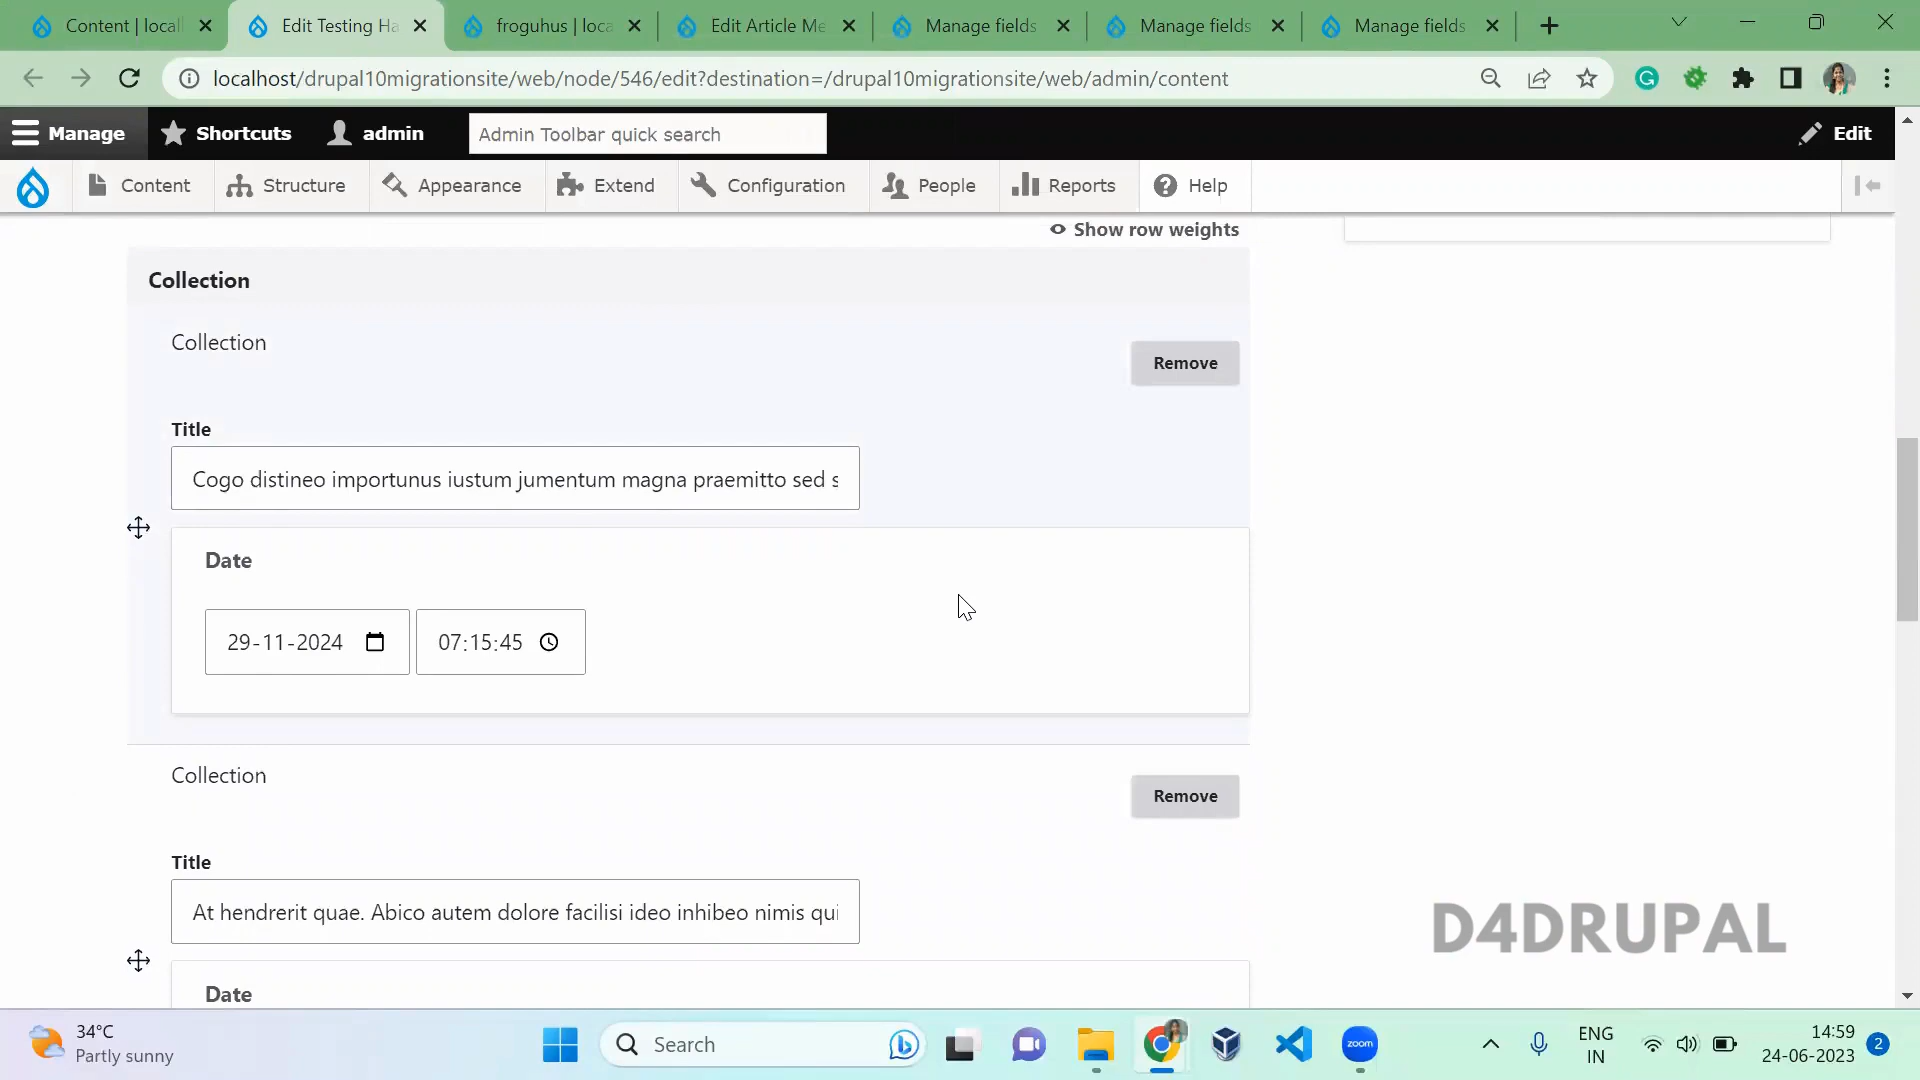 Content | locall
Edit Testing Ha
froguhus | loca
Edit Article Me
Manage fields
Manage fields
Manage fields
localhost/drupal10migrationsite/web/node/546/edit?destination=/drupal10migrationsite/web/admin/content
Manage
Shortcuts
admin
Admin Toolbar quick search
Edit
Content
Structure
Appearance
Extend
Configuration
People
Reports
Help
Show row weights
Collection
Collection
Remove
Title
Cogo distineo importunus iustum jumentum magna praemitto sed s
Date
29-11-2024
07:15:45
Collection
Remove
Title
At hendrerit quae. Abico autem dolore facilisi ideo inhibeo nimis qui
Date
D4DRUPAL
34°C
Partly sunny
Search
zoom
ENG
IN
14:59
24-06-2023
2